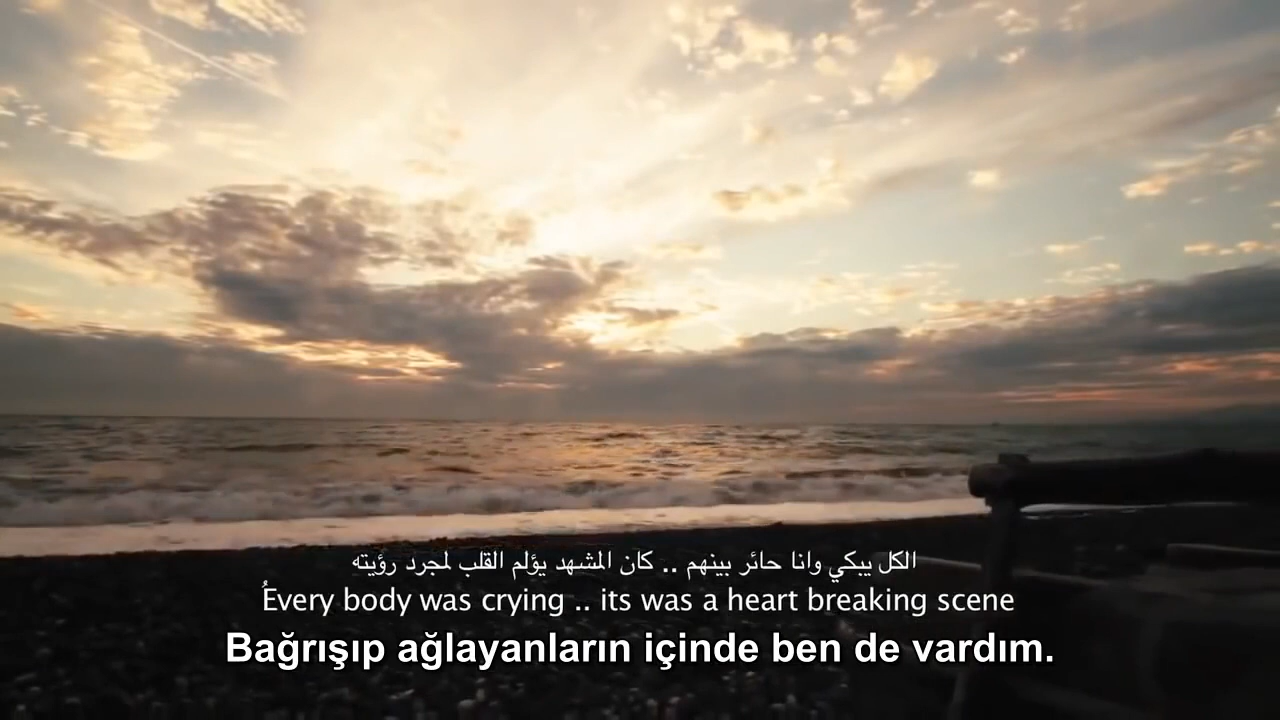 الكل يبكي وانا حائر بينهم .. كان المشهد يؤلم القلب لمجرد رؤيته
ُEvery body was crying .. its was a heart breaking scene
Bağrışıp ağlayanların içinde ben de vardım.